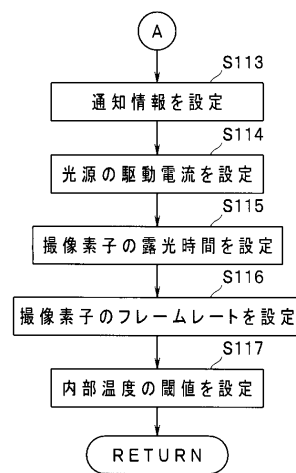 A
S113
通知情報を設定
S114
光源の駆動電流を設定
S115
撮像素子の露光時間を設定
S116
撮像素子のフレームレートを設定
S117
内部温度の閾値を設定
RETURN